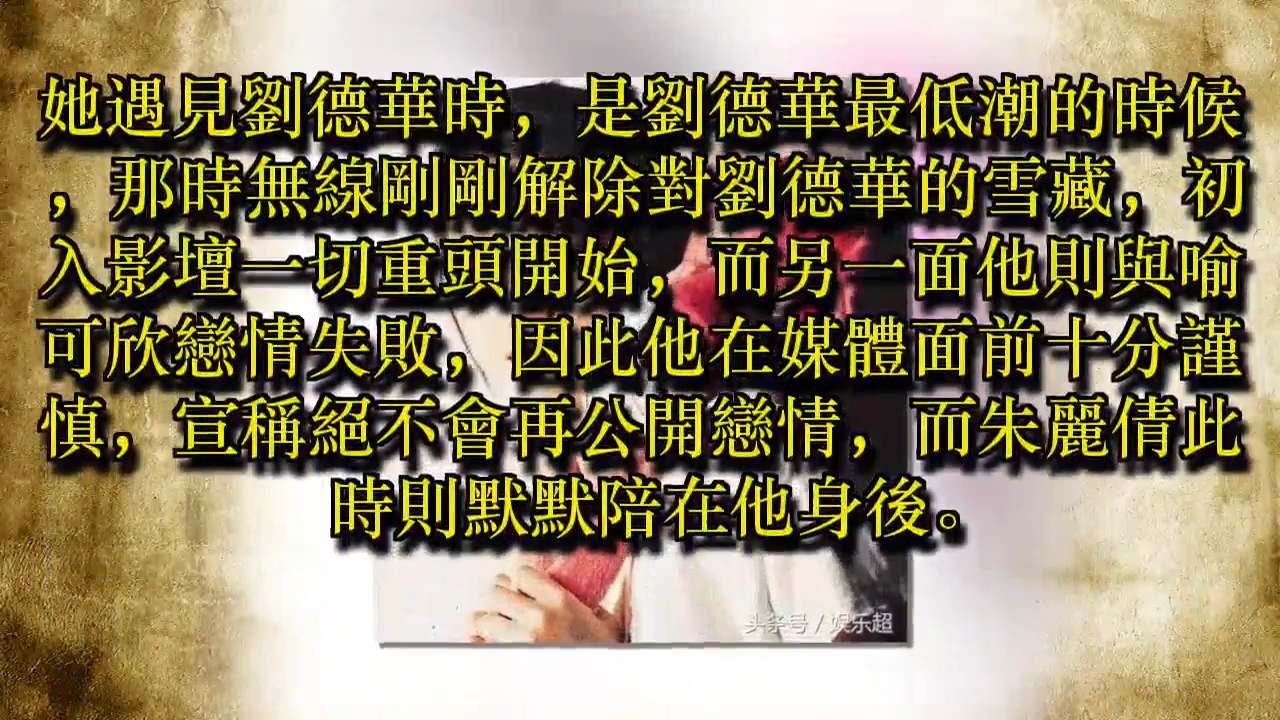 她遇見劉德華時，是劉德華最低潮的時候
，那時無線剛剛解除對劉德華的雪藏，初
入影壇一切重頭開始，而另一面他則與喻
可欣戀情失敗，因此他在媒體面前十分謹
慎，宣稱絕不會再公開戀情，而朱麗倩此
時則默默陪在他身後。
头条号 / 娱乐超